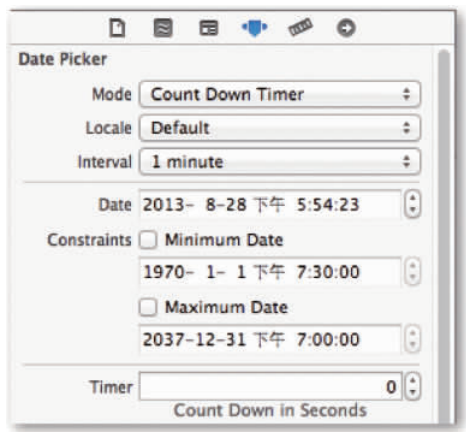 Date Picker
Mode Count Down Timer
Locale Default
Interval 1 minute
Date 2013- 8-28 下午 5:54:23
Constraints Minimum Date
1970- 1- 1 下午 7:30:00
Maximum Date
2037-12-31 下午 7:00:00
Timer 0
Count Down in Seconds